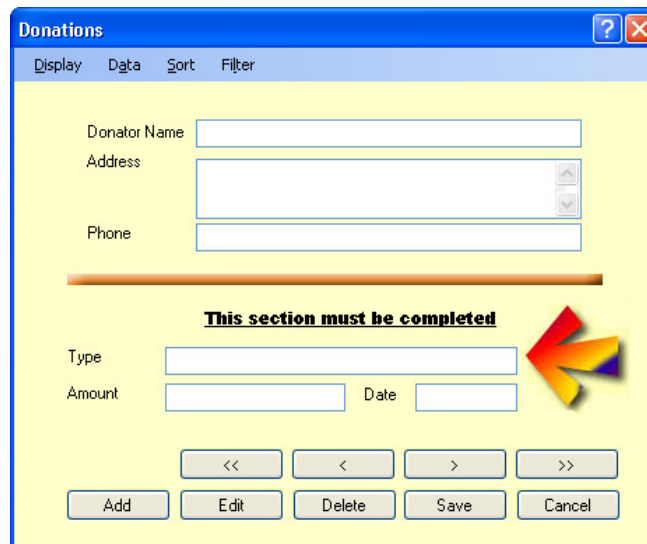 Donations
Display Data Sort Filter
Donator Name
Address
Phone
This section must be completed
Type
Amount Date
<< < > >>
Add Edit Delete Save Cancel